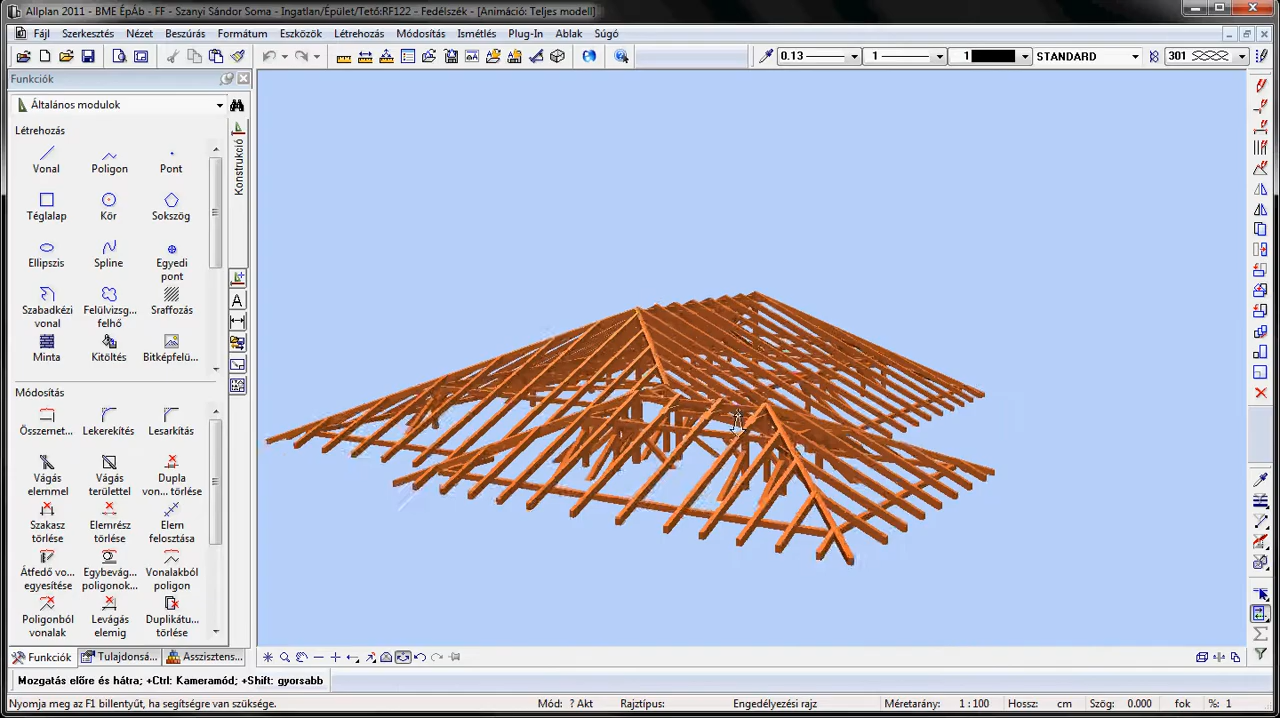 Allplan 2011 - BME ÉpÁb - FF - Szanyi Sándor Soma - Ingatlan/Épület/Tető:RF122 - Fedélszék - [Animáció: Teljes modell]
Fájl Szerkesztés Nézet Beszúrás Formátum Eszközök Létrehozás Módosítás Ismétlés Plug-In Ablak Súgó
0.13 1 1 STANDARD 301
Funkciók
Általános modulok
Létrehozás
Konstrukció
Vonal Poligon Pont
Téglalap Kör Sokszög
Ellipszis Spline Egyedi pont
Szabadkézi vonal Felülvizsg... felhő Sraffozás
Minta Kitöltés Bitképfelü...
Módosítás
Összemet... Lekerekítés Lesarkítás
Vágás elemmel Vágás területtel Dupla von... törlése
Szakasz törlése Elemrész törlése Elem felosztása
Átfedő vo... egyesítése Egybevág... poligonok... Vonalakból poligon
Poligonból vonalak Levágás elemig Duplikátu... törlése
Funkciók Tulajdonsá... Asszisztens...
Mozgatás előre és hátra; +Ctrl: Kameramód; +Shift: gyorsabb
Nyomja meg az F1 billentyűt, ha segítségre van szüksége. Mód: ? Akt Rajztípus: Engedélyezési rajz Méretarány: 1 : 100 Hossz: cm Szög: 0.000 fok %: 1